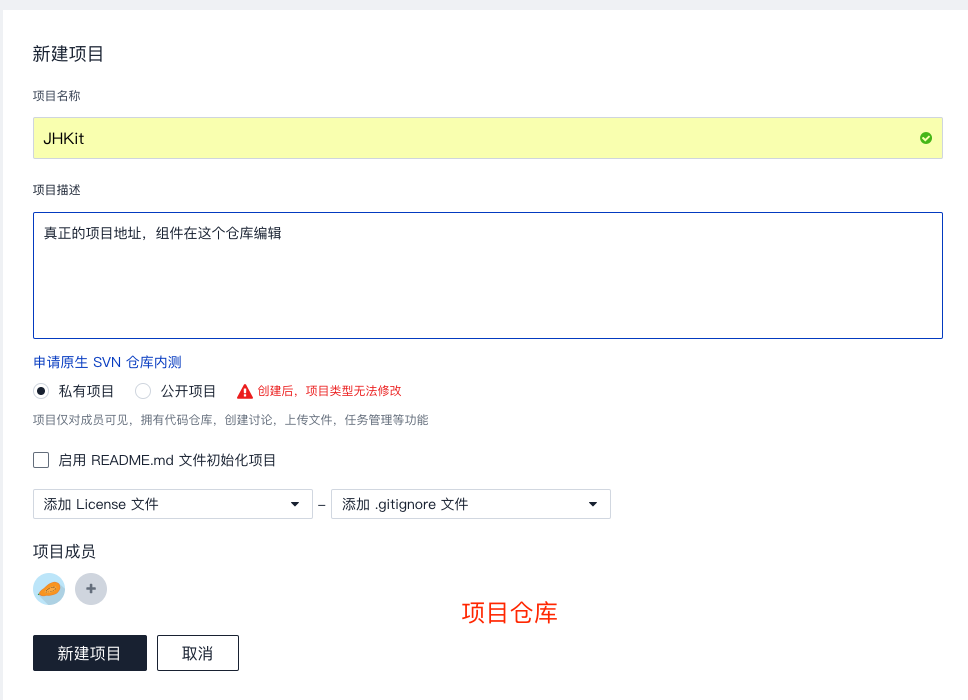 新建项目
项目名称
JHKit
项目描述
真正的项目地址，组件在这个仓库编辑
申请原生 SVN 仓库内测
私有项目 公开项目 创建后，项目类型无法修改
项目仅对成员可见，拥有代码仓库，创建讨论，上传文件，任务管理等功能
启用 README.md 文件初始化项目
添加 License 文件 – 添加 .gitignore 文件
项目成员
项目仓库
新建项目 取消